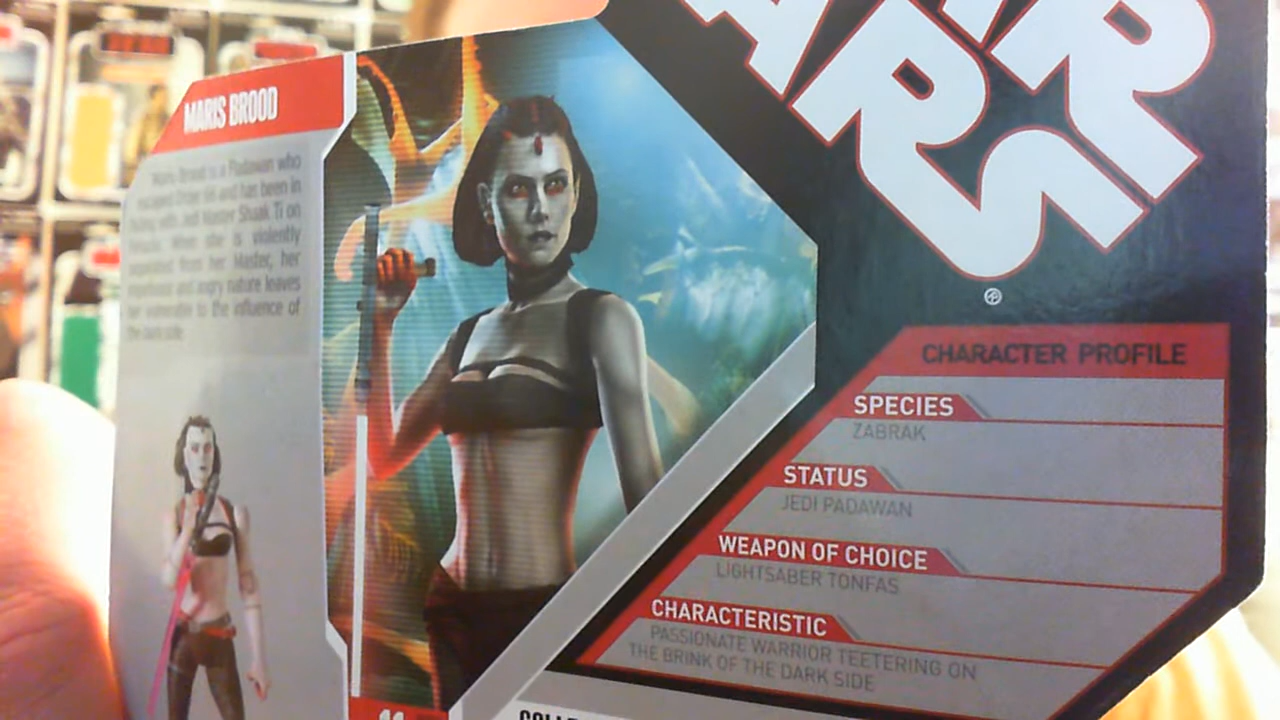 MARIS BROOD
Maris Brood is a Padawan who
escaped Order 66 and has been in
hiding with Jedi Master Shaak Ti on
Felucia. When she is violently
separated from her Master, her
impetuous and angry nature leaves
her vulnerable to the influence of
the dark side.
WARS
®
CHARACTER PROFILE
SPECIES
ZABRAK
STATUS
JEDI PADAWAN
WEAPON OF CHOICE
LIGHTSABER TONFAS
CHARACTERISTIC
PASSIONATE WARRIOR TEETERING ON
THE BRINK OF THE DARK SIDE